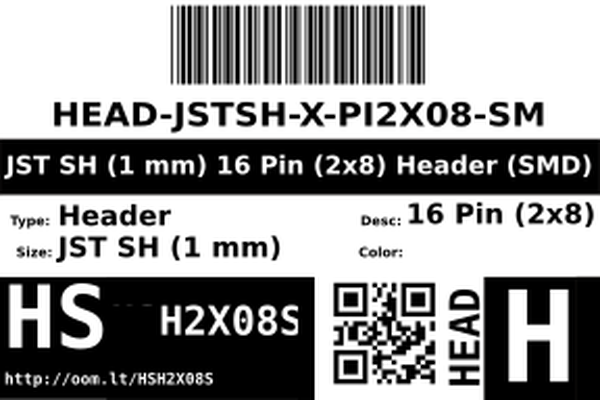 HEAD-JSTSH-X-PI2X08-SM
JST SH (1 mm) 16 Pin (2x8) Header (SMD)
Type: Header
Desc: 16 Pin (2x8)
Size: JST SH (1 mm)
Color:
HS
H2X08S
http://oom.lt/HSH2X08S
HEAD
H